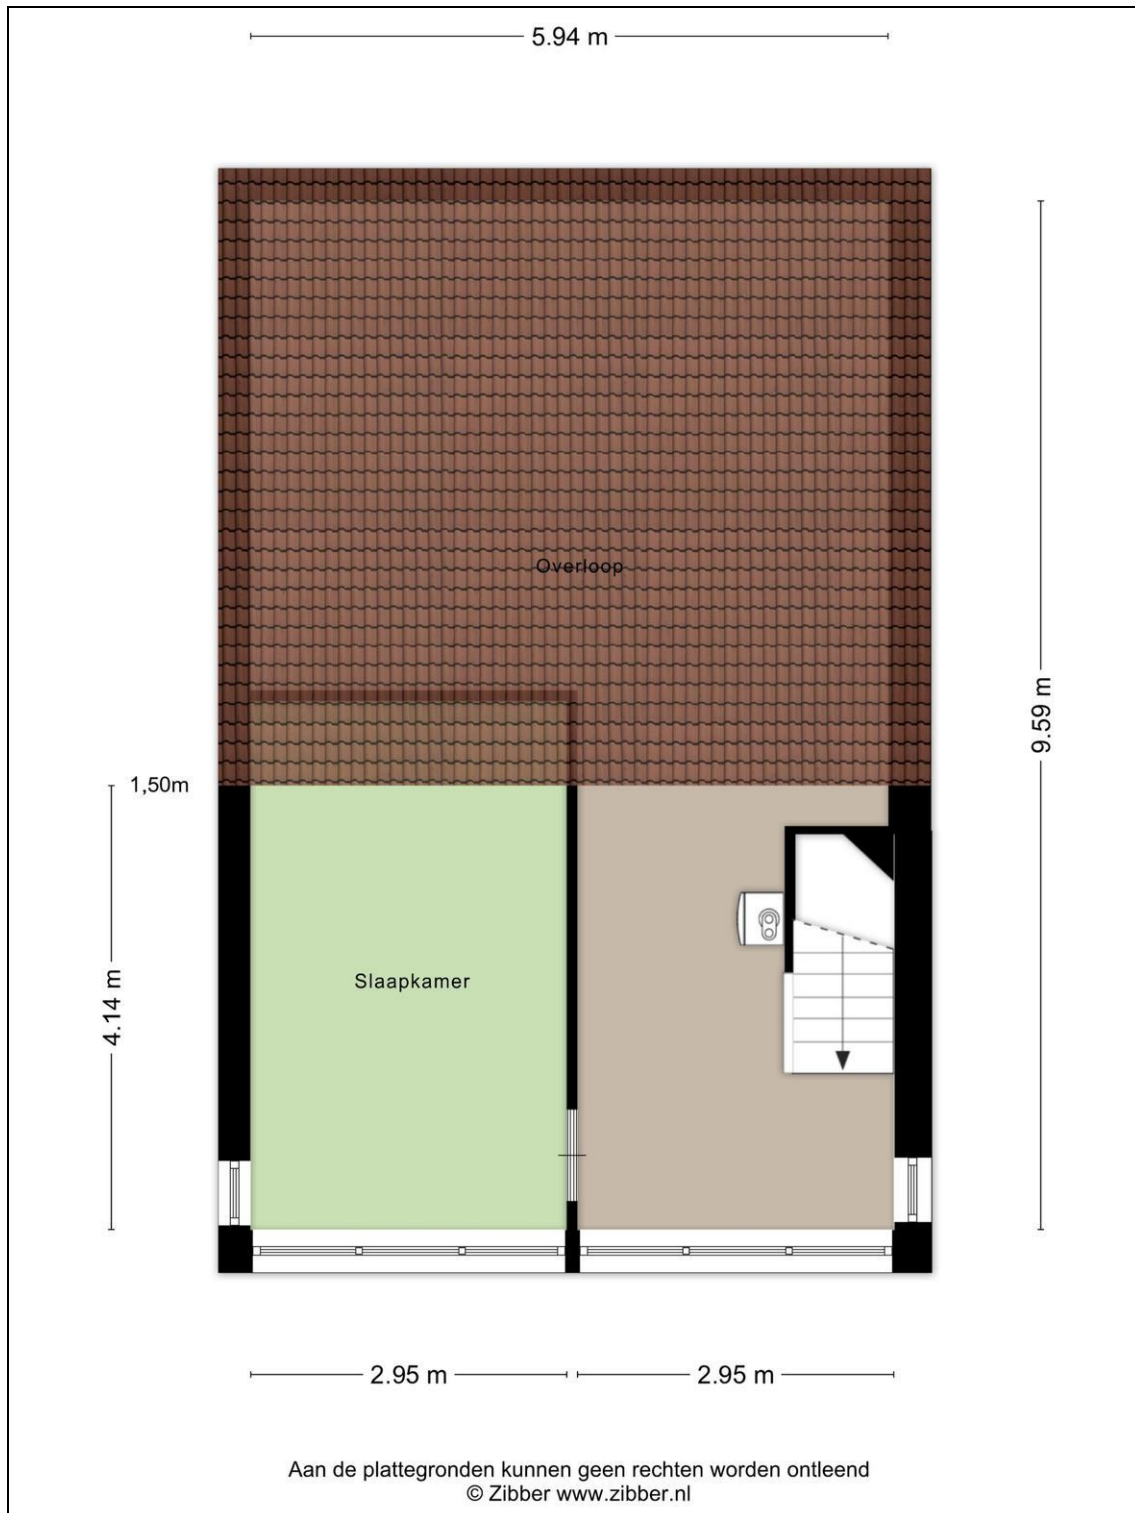 5.94 m
Overloop
9.59 m
1,50m
4.14 m
Slaapkamer
2.95 m
2.95 m
Aan de plattegronden kunnen geen rechten worden ontleend
© Zibber www.zibber.nl